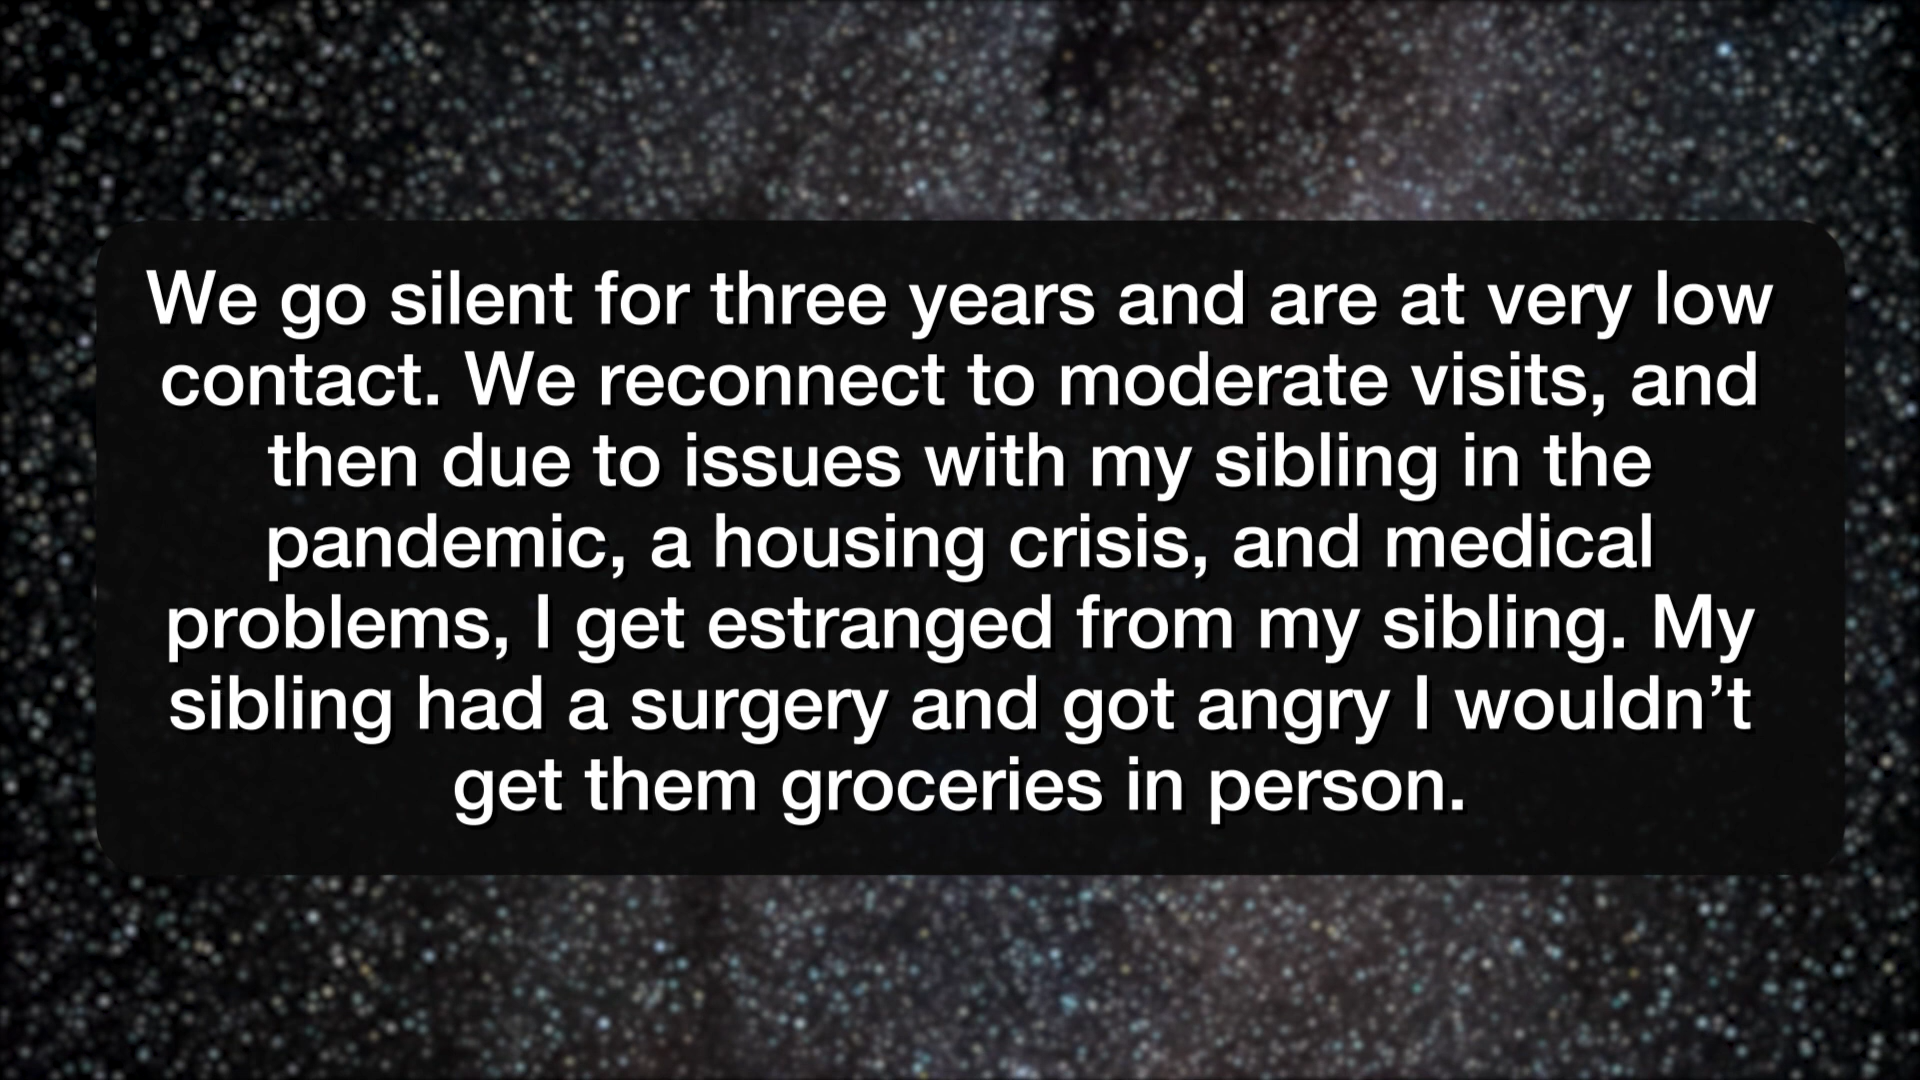 We go silent for three years and are at very low
contact. We reconnect to moderate visits, and
then due to issues with my sibling in the
pandemic, a housing crisis, and medical
problems, I get estranged from my sibling. My
sibling had a surgery and got angry I wouldn’t
get them groceries in person.